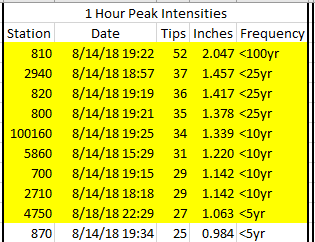 1 Hour Peak Intensities
Station Date Tips Inches Frequency
810 8/14/18 19:22 52 2.047 <100yr
2940 8/14/18 18:57 37 1.457 <25yr
820 8/14/18 19:19 36 1.417 <25yr
800 8/14/18 19:21 35 1.378 <25yr
100160 8/14/18 19:25 34 1.339 <10yr
5860 8/14/18 15:29 31 1.220 <10yr
700 8/14/18 19:15 29 1.142 <10yr
2710 8/14/18 18:18 29 1.142 <10yr
4750 8/18/18 22:29 27 1.063 <5yr
870 8/14/18 19:34 25 0.984 <5yr